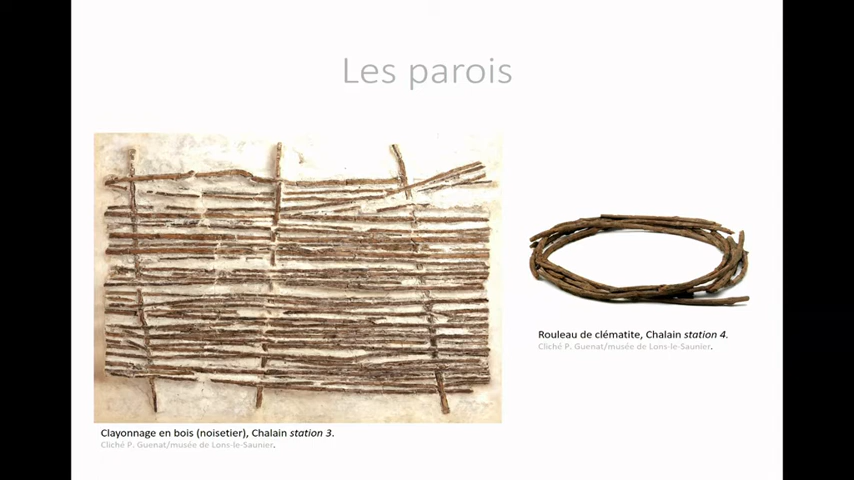 Les parois
Rouleau de clématite, Chalain station 4.
Cliché P. Guenat/musée de Lons-le-Saunier.
Clayonnage en bois (noisetier), Chalain station 3.
Cliché P. Guenat/musée de Lons-le-Saunier.